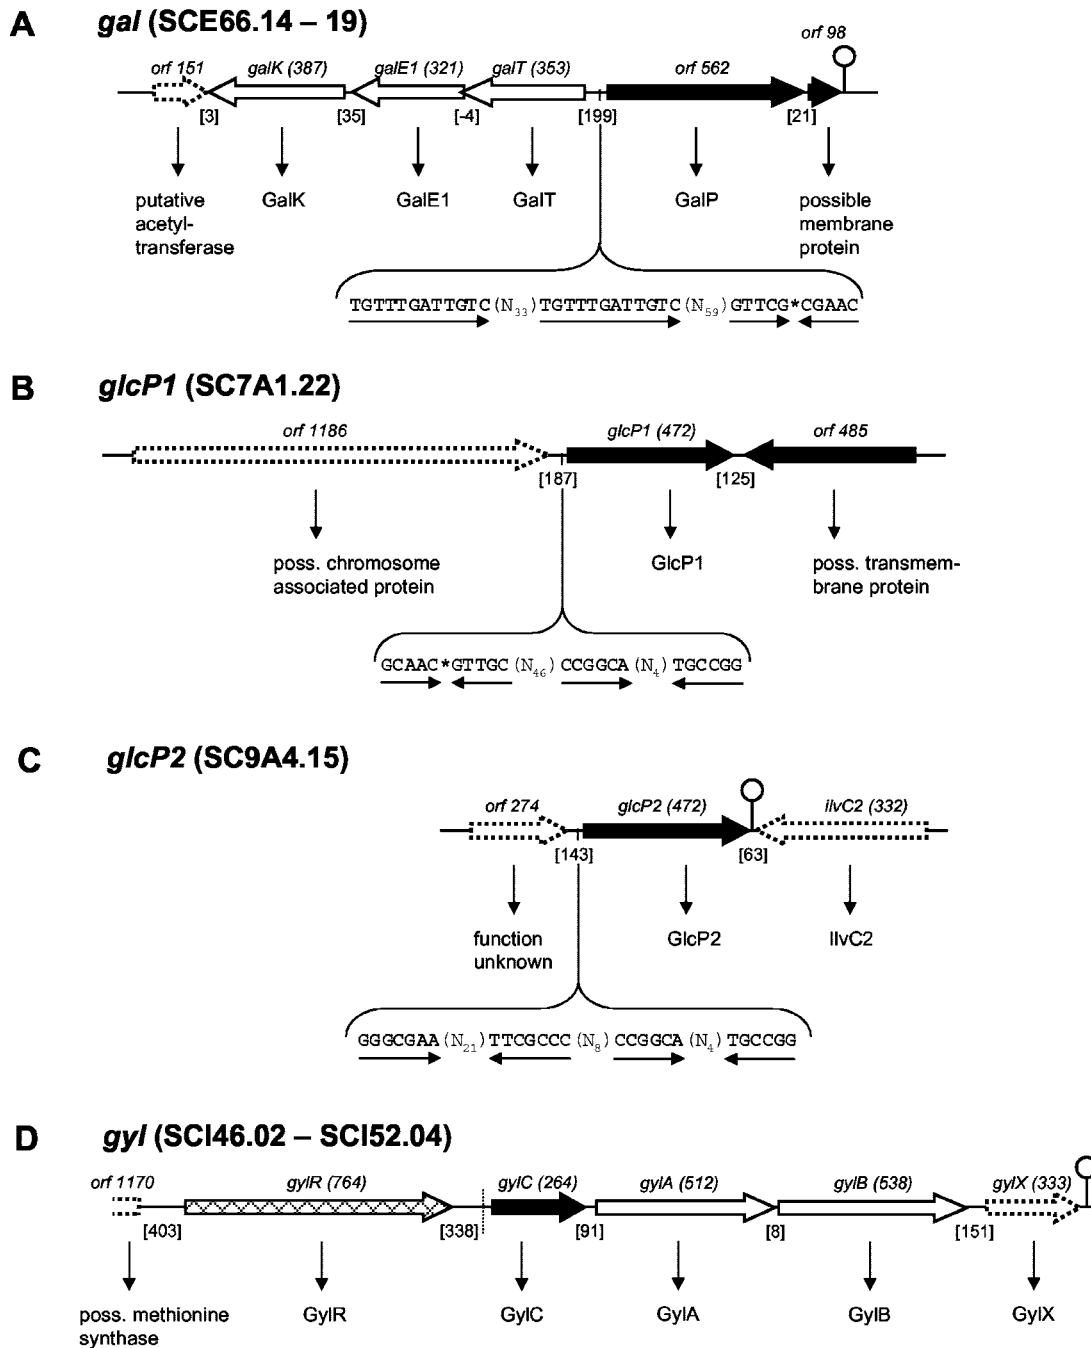 A gal (SCE66.14 – 19)
orf 98
orf 151 galK (387) galE1 (321) galT (353) orf 562
[3] [35] [-4] [199] [21]
putative acetyl-transferase GalK GalE1 GalT GalP possible membrane protein
TGTTTGATTGTC(N33)TGTTTGATTGTC(N59)GTTCG*CGAAC
B glcP1 (SC7A1.22)
orf 1186 glcP1 (472) orf 485
[187] [125]
poss. chromosome GlcP1 poss. transmem-
associated protein brane protein
GCAAC*GTTGC(N46)CCGGCA(N4)TGCCGG
C glcP2 (SC9A4.15)
orf 274 glcP2 (472) ilvC2 (332)
[143] [63]
function GlcP2 IlvC2
unknown
GGGCGAA(N21)TTCGCCC(N8)CCGGCA(N4)TGCCGG
D gyl (SCI46.02 – SCI52.04)
orf 1170 gylR (764) gylC (264) gylA (512) gylB (538) gylX (333)
[403] [338] [91] [8] [151]
poss. methionine GylR GylC GylA GylB GylX
synthase